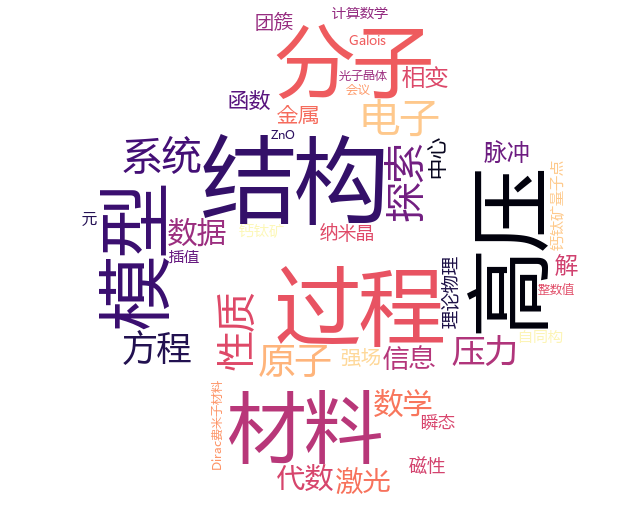 计算数学
团簇
Galois
分子
光子晶体
相变
会议
函数
金属
电子
ZnO
系统
结构
探索
中心
脉冲
钙钛矿量子点
模型
元
数据
钙钛矿
纳米晶
高压
插值
过程
理论物理
解
整数值
性质
方程
原子
强场
信息
压力
自同构
Dirac费米子材料
材料
数学
瞬态
代数
激光
磁性